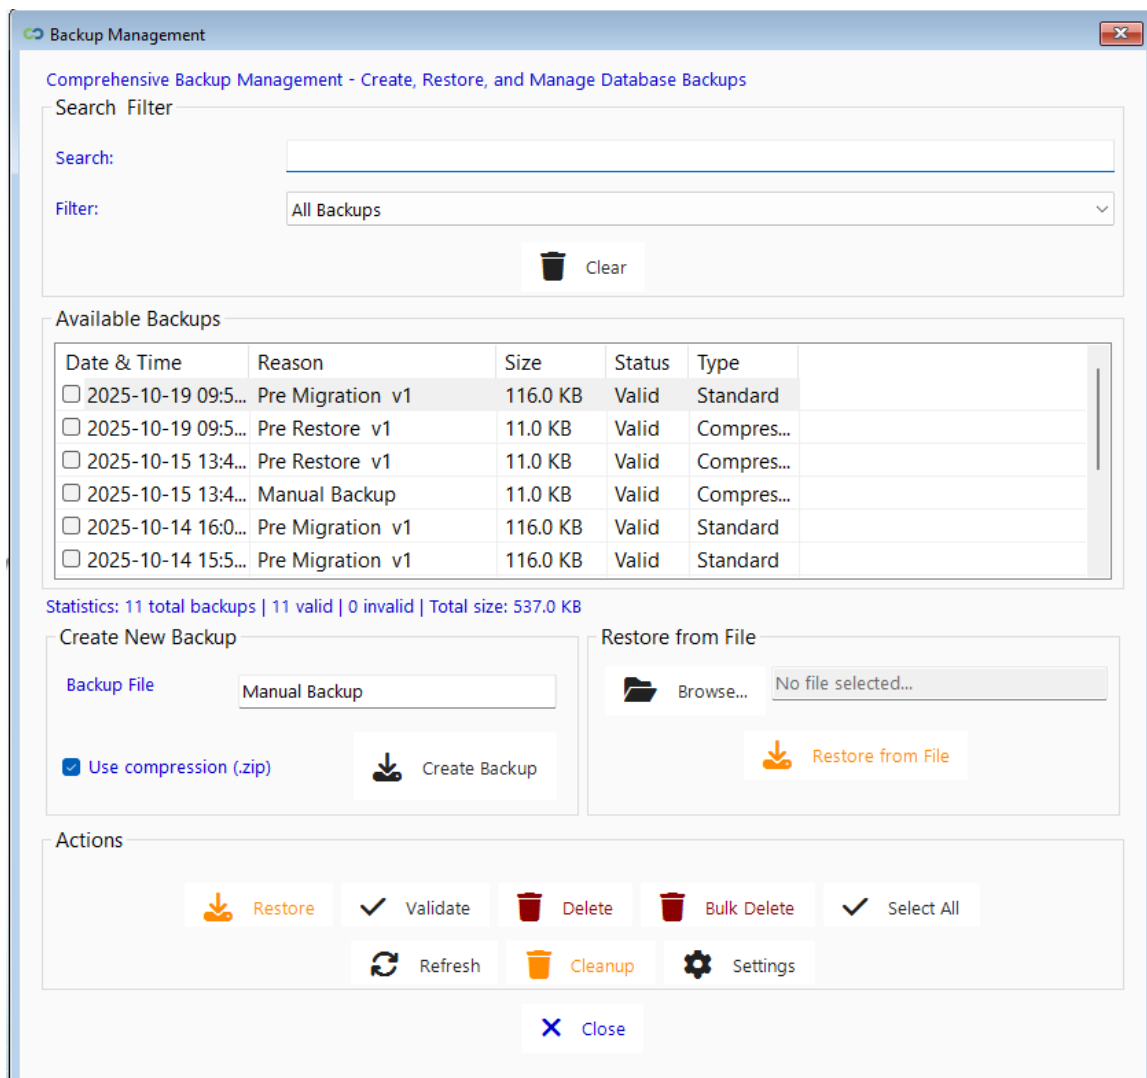 Backup Management
Comprehensive Backup Management - Create, Restore, and Manage Database Backups
Search  Filter
Search:
Filter: All Backups
Clear
Available Backups
Date & Time Reason Size Status Type
2025-10-19 09:5... Pre Migration  v1 116.0 KB Valid Standard
2025-10-19 09:5... Pre Restore  v1 11.0 KB Valid Compres...
2025-10-15 13:4... Pre Restore  v1 11.0 KB Valid Compres...
2025-10-15 13:4... Manual Backup 11.0 KB Valid Compres...
2025-10-14 16:0... Pre Migration  v1 116.0 KB Valid Standard
2025-10-14 15:5... Pre Migration  v1 116.0 KB Valid Standard
Statistics: 11 total backups | 11 valid | 0 invalid | Total size: 537.0 KB
Create New Backup
Backup File Manual Backup
Use compression (.zip) Create Backup
Restore from File
Browse... No file selected...
Restore from File
Actions
Restore Validate Delete Bulk Delete Select All
Refresh Cleanup Settings
Close